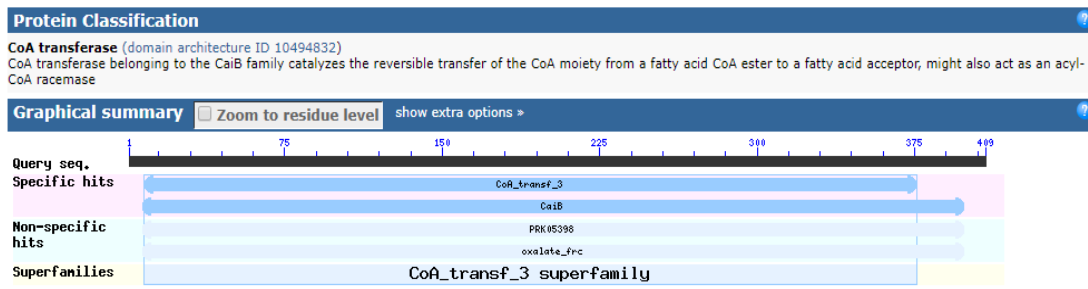 Protein Classification
?
CoA transferase (domain architecture ID 10494832)
CoA transferase belonging to the CaiB family catalyzes the reversible transfer of the CoA moiety from a fatty acid CoA ester to a fatty acid acceptor, might also act as an acyl-
CoA racemase
Graphical summary Zoom to residue level show extra options »
?
1 75 150 225 300 375 409
Query seq.
Specific hits CoA_transf_3
CaiB
Non-specific PRK05398
hits
oxalate_frc
Superfamilies CoA_transf_3 superfamily